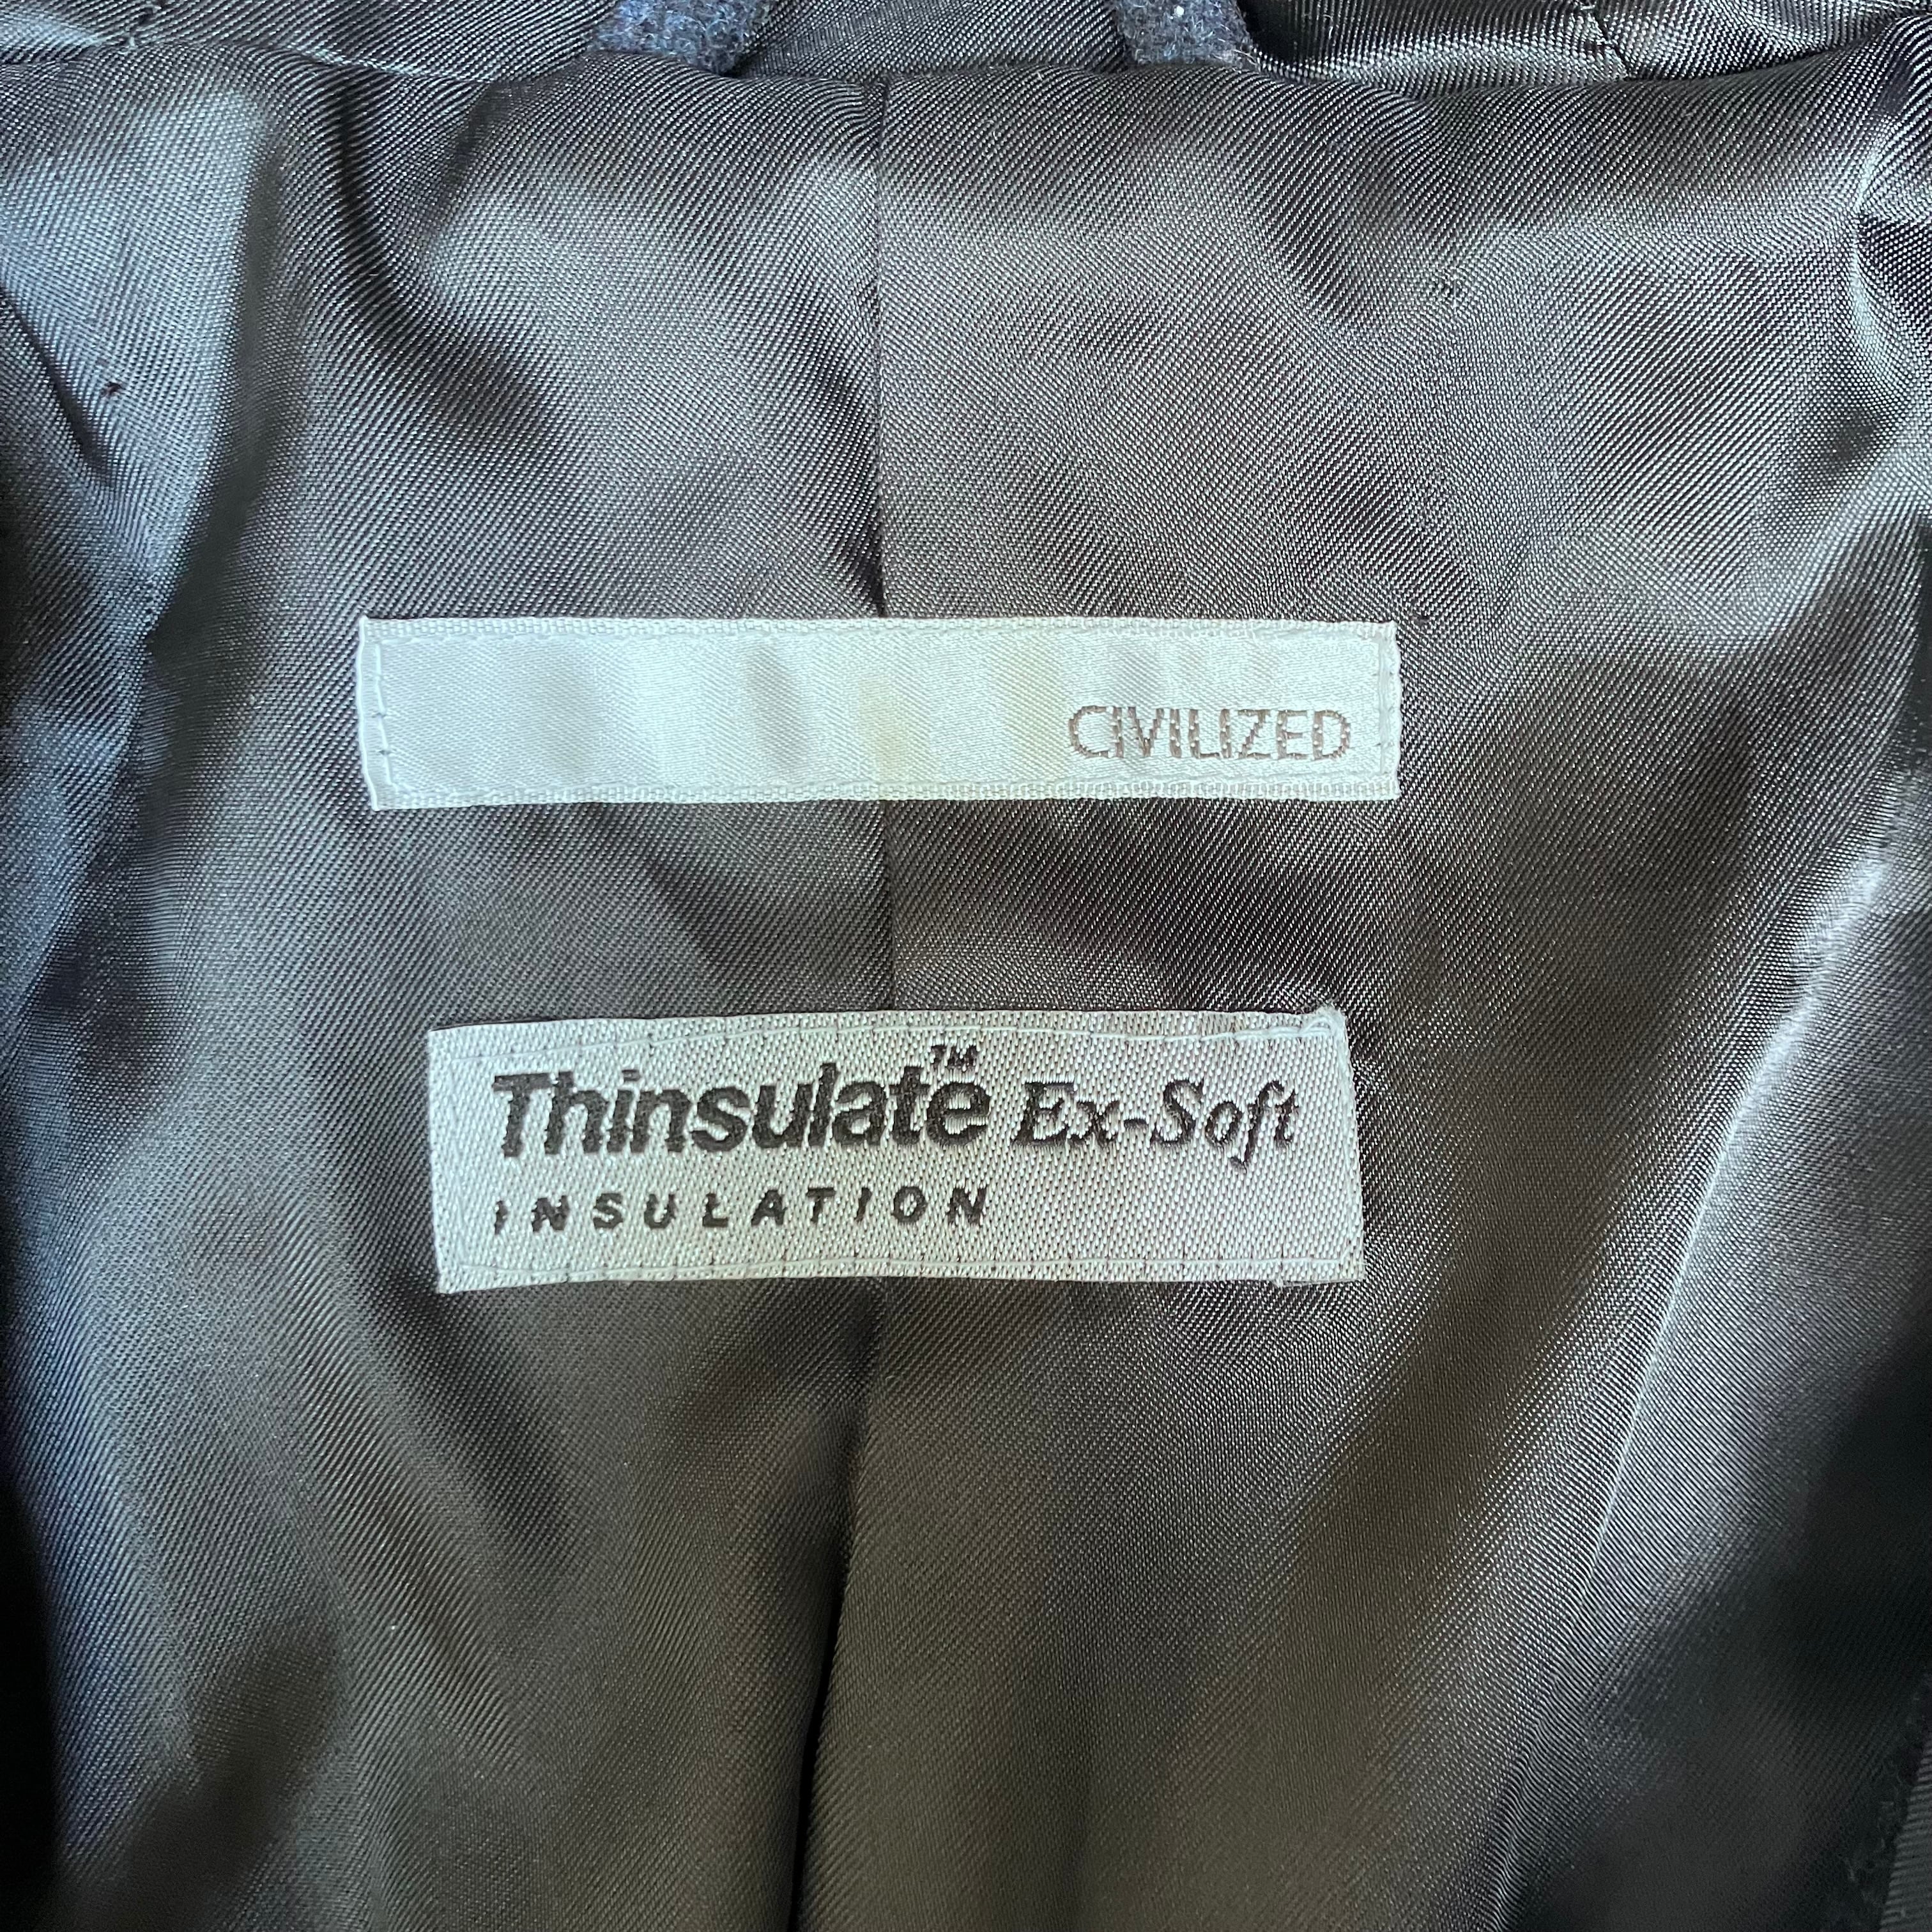 CIVILIZED
Thinsulate™ Ex-Soft
INSULATION